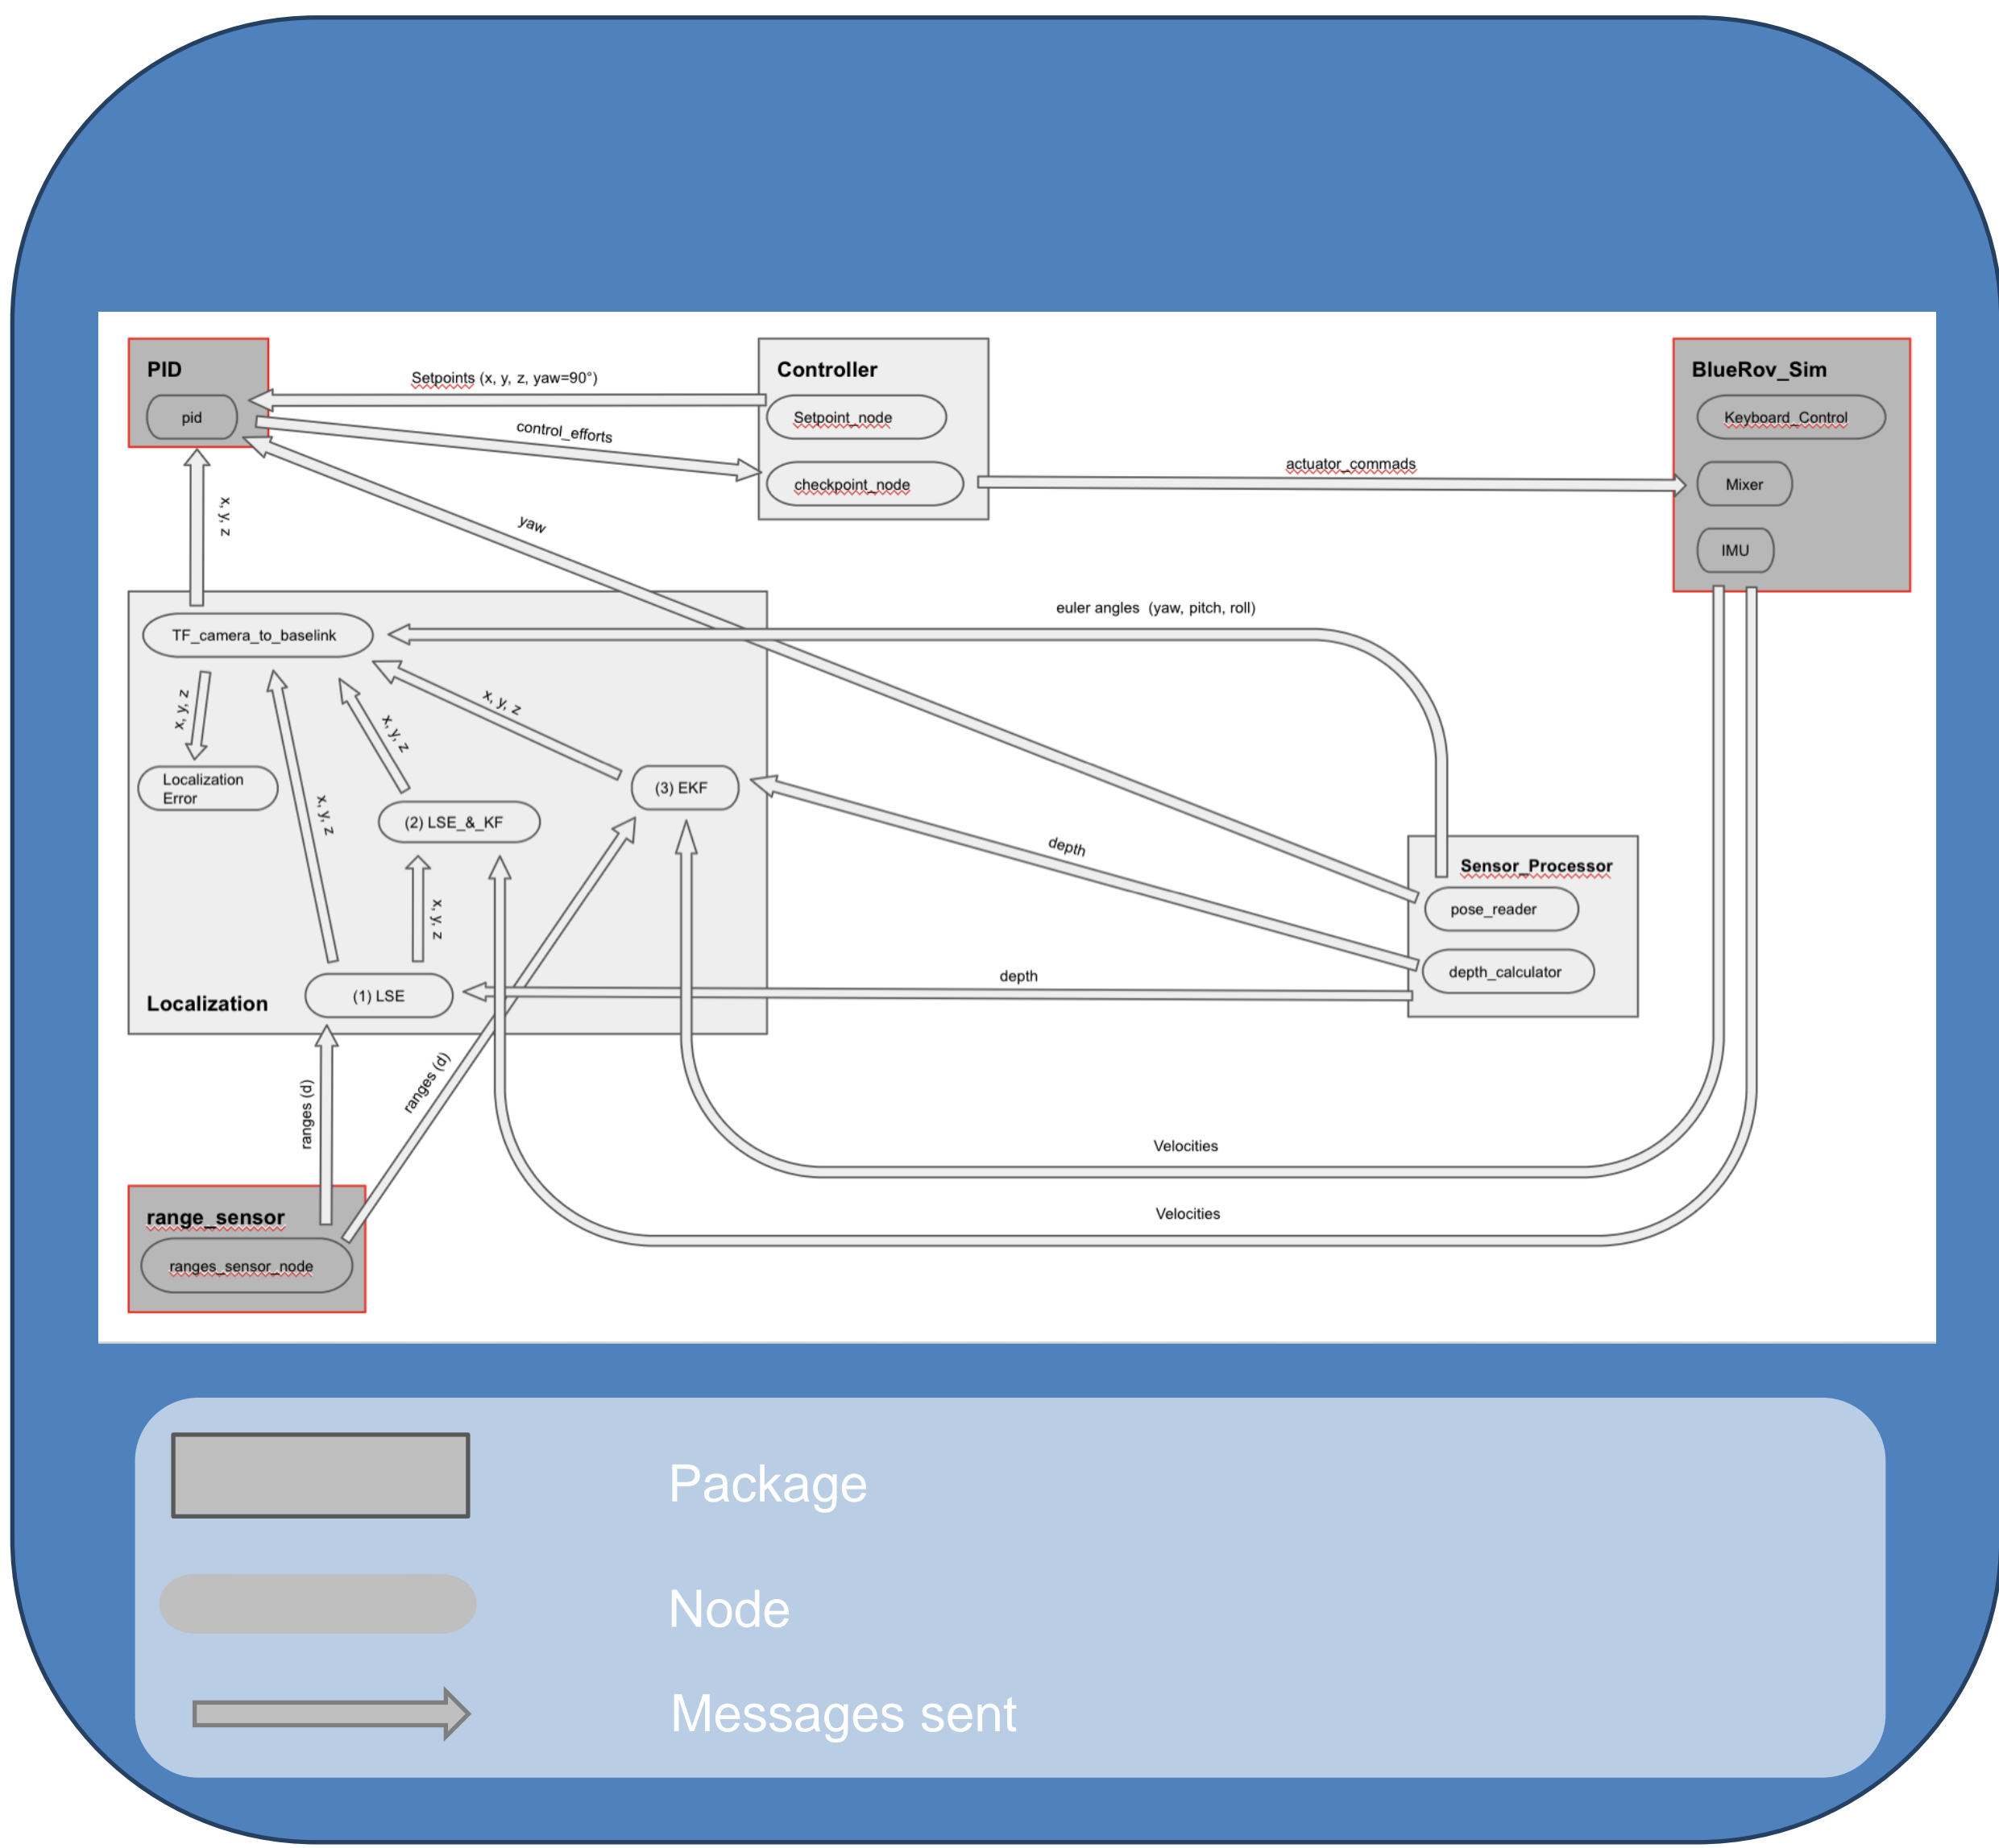 PID
pid
Setpoints (x, y, z, yaw=90°)
control_efforts
yaw
x, y, z
Controller
Setpoint_node
checkpoint_node
actuator_commads
BlueRov_Sim
Keyboard_Control
Mixer
IMU
TF_camera_to_baselink
euler angles (yaw, pitch, roll)
x, y, z
x, y, z
x, y, z
x, y, z
Localization
Error
(2) LSE_&_KF
(3) EKF
x, y, z
(1) LSE
Localization
depth
depth
Sensor_Processor
pose_reader
depth_calculator
ranges (d)
ranges (d)
Velocities
Velocities
range_sensor
ranges_sensor_node
Package
Node
Messages sent